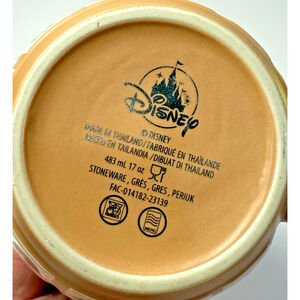 Disney
© DISNEY
MADE IN THAILAND/FABRIQUÉ EN THAÏLANDE/
HECHO EN TAILANDIA/DIBUAT DI THAILAND
483 mL 17 oz
STONEWARE, GRÈS, GRES, PERIUK
FAC-014182-23139